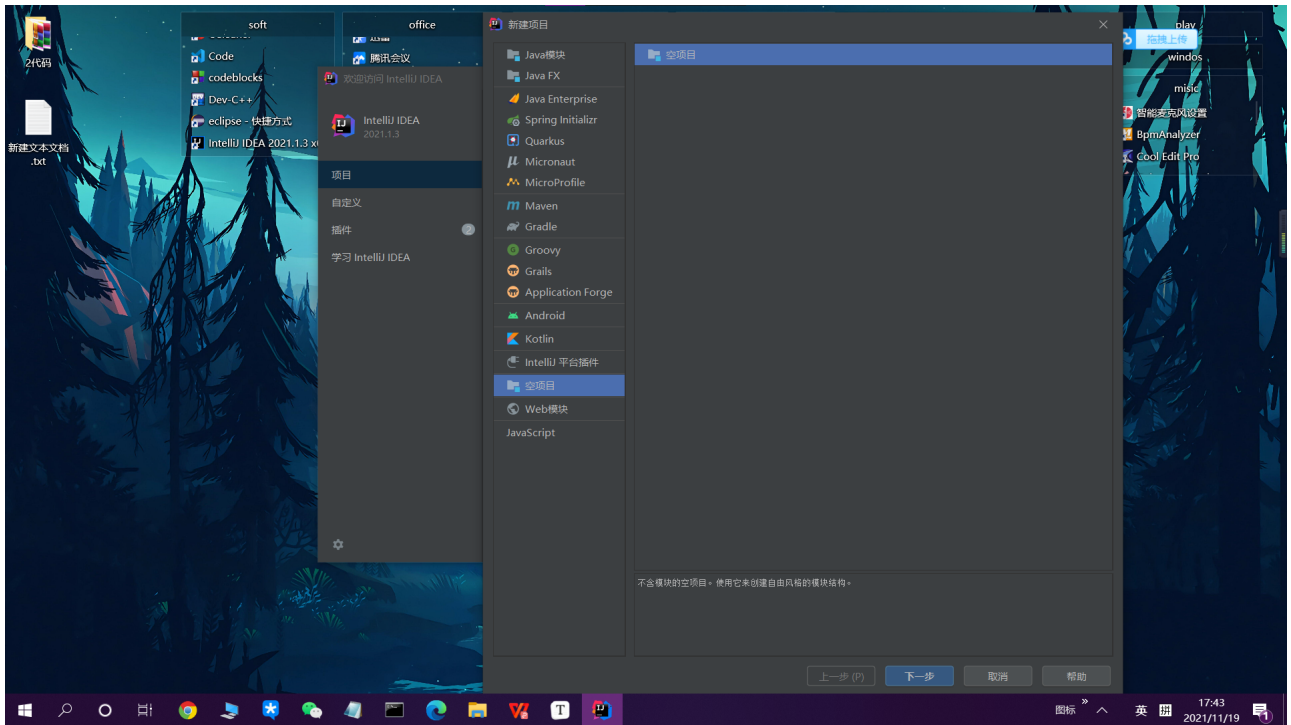 2代码
新建文本文档
.txt
soft
Code
codeblocks
Dev-C++
eclipse - 快捷方式
IntelliJ IDEA 2021.1.3 x
office
腾讯会议
欢迎访问 IntelliJ IDEA
IntelliJ IDEA
2021.1.3
项目
自定义
插件
2
学习 IntelliJ IDEA
新建项目
Java模块
Java FX
Java Enterprise
Spring Initializr
Quarkus
Micronaut
MicroProfile
Maven
Gradle
Groovy
Grails
Application Forge
Android
Kotlin
IntelliJ 平台插件
空项目
Web模块
JavaScript
空项目
不含模块的空项目。使用它来创建自由风格的模块结构。
上一步 (P)
下一步
取消
帮助
play
拖拽上传
windos
misic
智能麦克风设置
BpmAnalyzer
Cool Edit Pro
图标
英
拼
17:43
2021/11/19
1